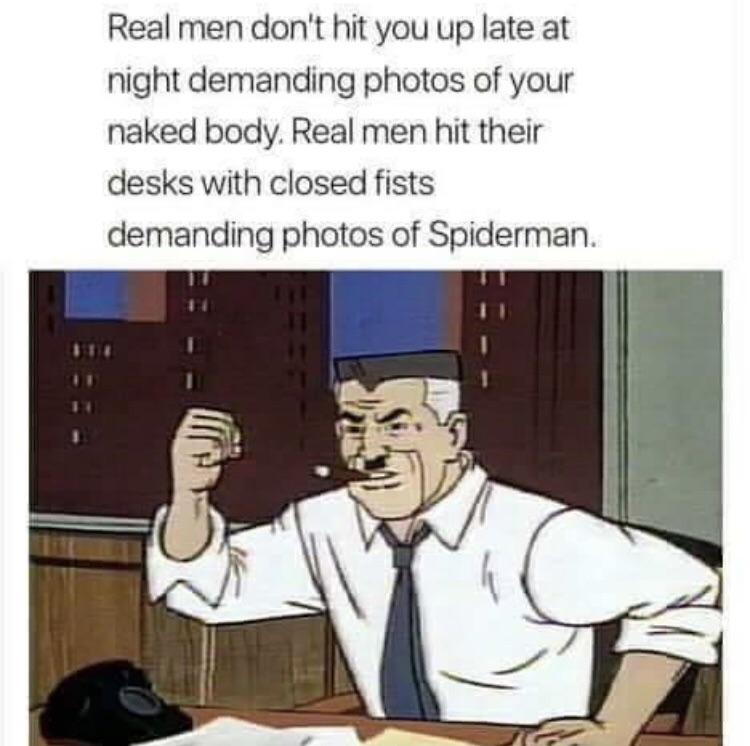 Real men don't hit you up late at
night demanding photos of your
naked body. Real men hit their
desks with closed fists
demanding photos of Spiderman.